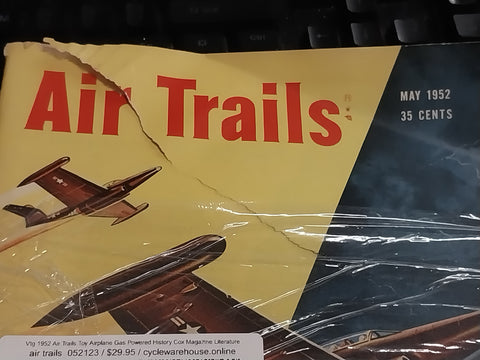 Air Trails
MAY 1952
35 CENTS
Vtg 1952 Air Trails Toy Airplane Gas Powered History Cox Magazine Literature
air trails 052123 / $29.95 / cyclewarehouse.online